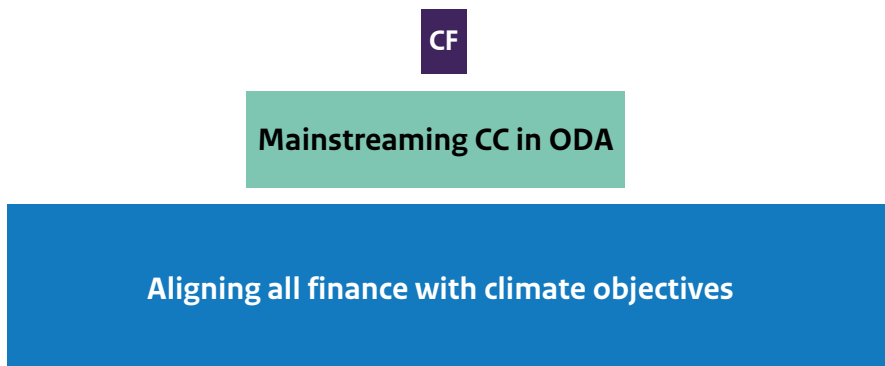 CF
Mainstreaming CC in ODA
Aligning all finance with climate objectives